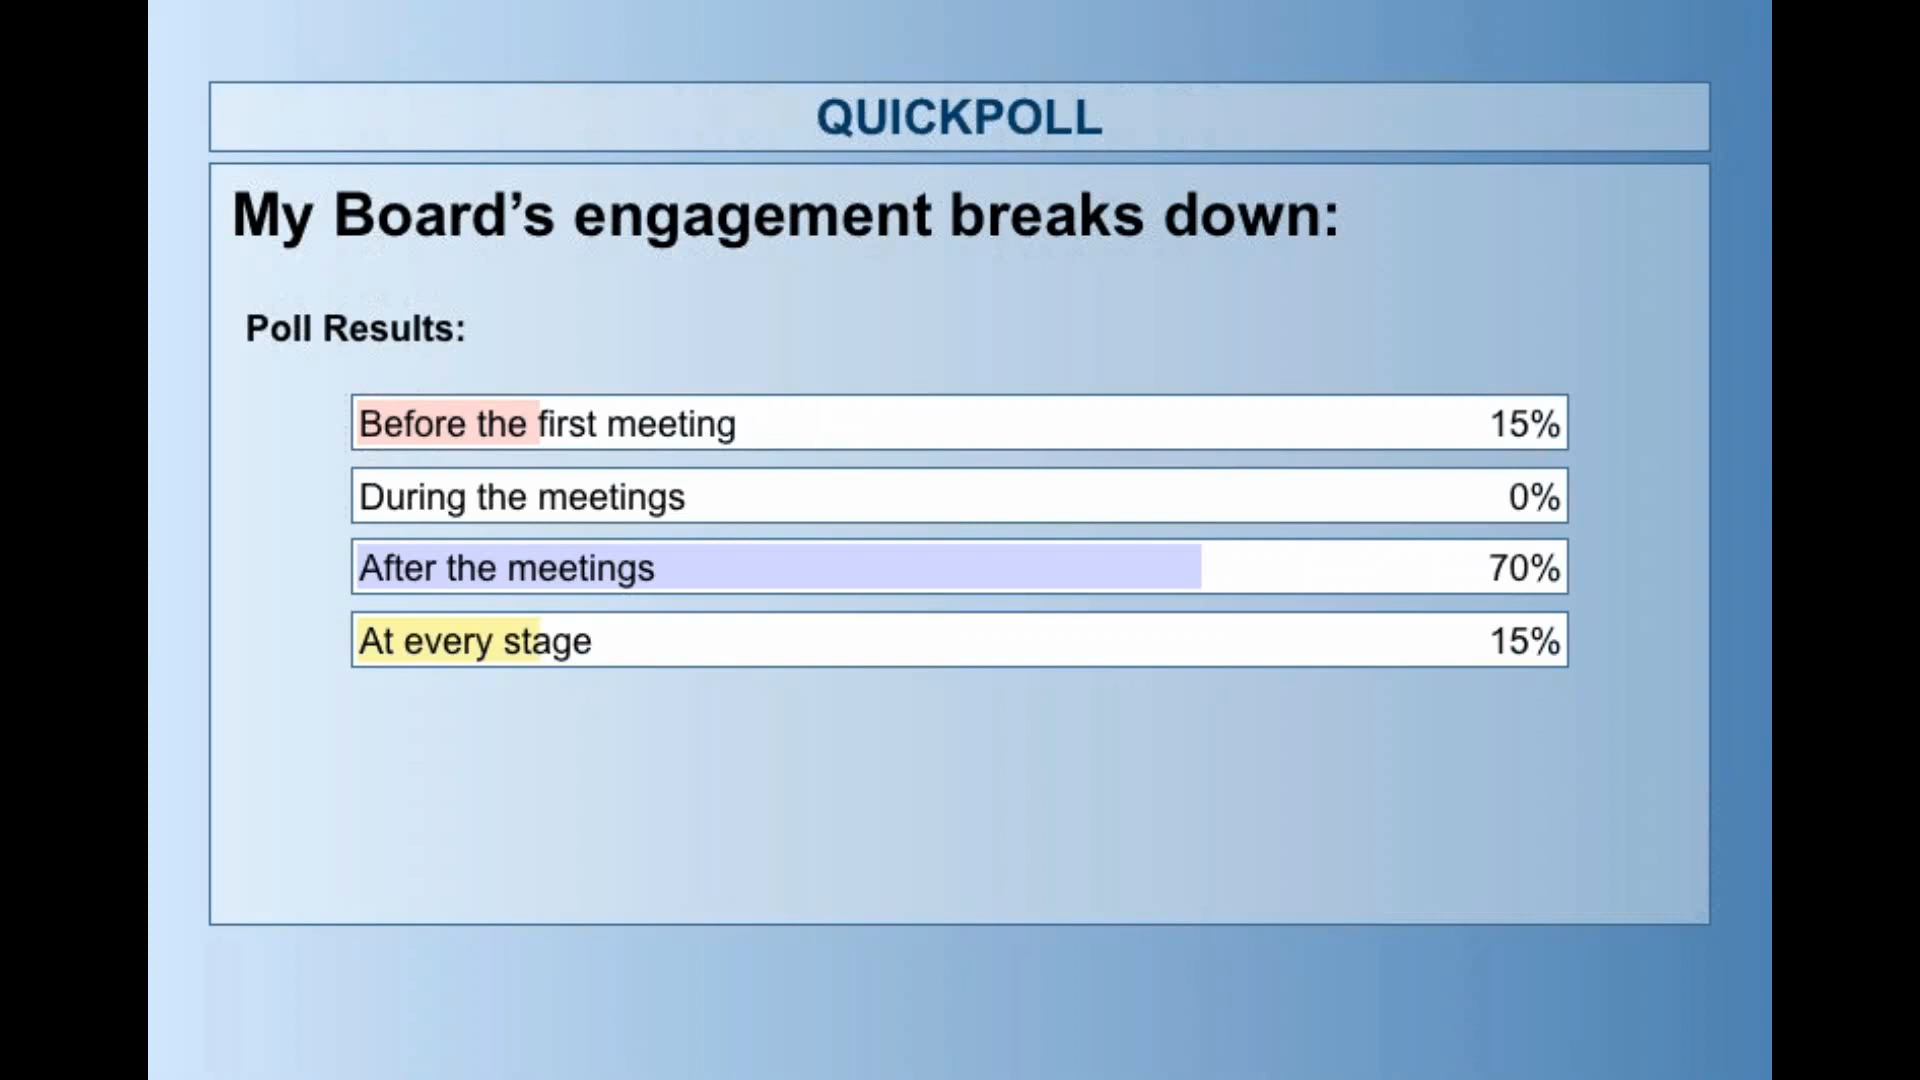 QUICKPOLL
My Board’s engagement breaks down:
Poll Results:
Before the first meeting 15%
During the meetings 0%
After the meetings 70%
At every stage 15%